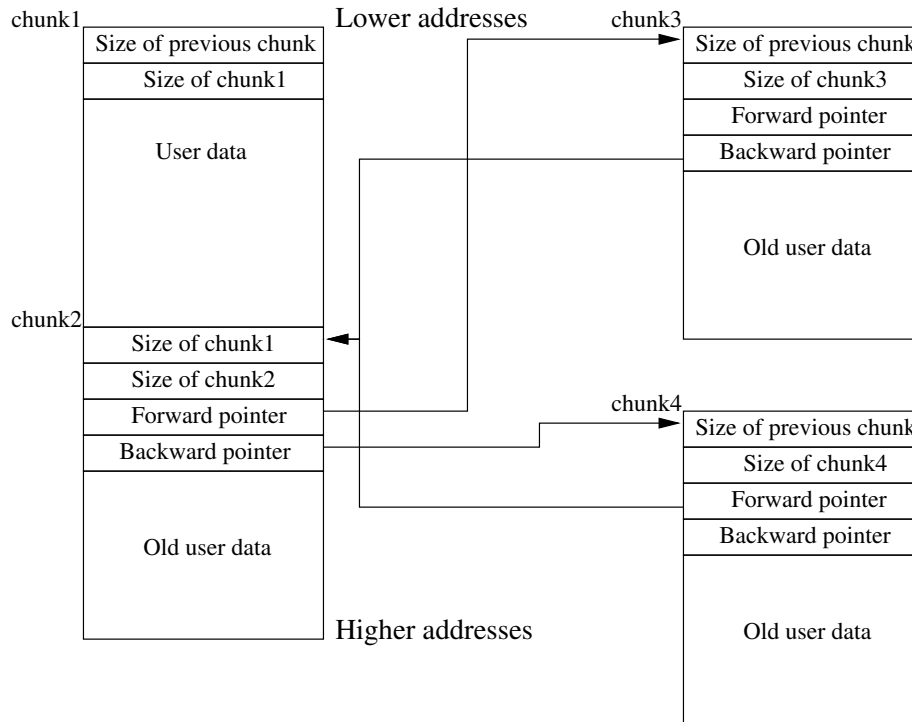 chunk1
Lower addresses
Size of previous chunk
Size of chunk1
User data
chunk2
Size of chunk1
Size of chunk2
Forward pointer
Backward pointer
Old user data
Higher addresses
chunk3
Size of previous chunk
Size of chunk3
Forward pointer
Backward pointer
Old user data
chunk4
Size of previous chunk
Size of chunk4
Forward pointer
Backward pointer
Old user data